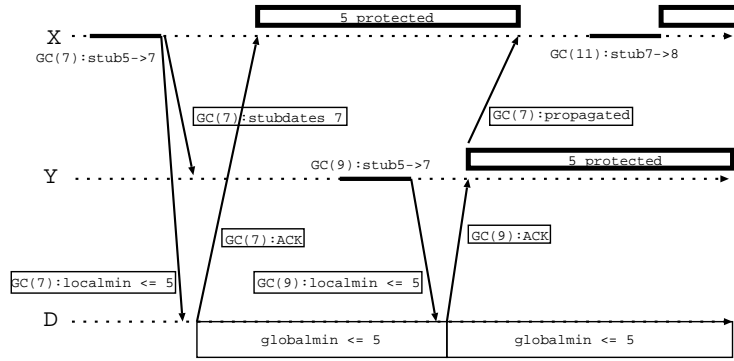 5 protected
X
GC(7):stub5->7
GC(11):stub7->8
GC(7):stubdates 7
GC(7):propagated
GC(9):stub5->7
5 protected
Y
GC(7):ACK
GC(9):ACK
GC(7):localmin <= 5
GC(9):localmin <= 5
D
globalmin <= 5
globalmin <= 5